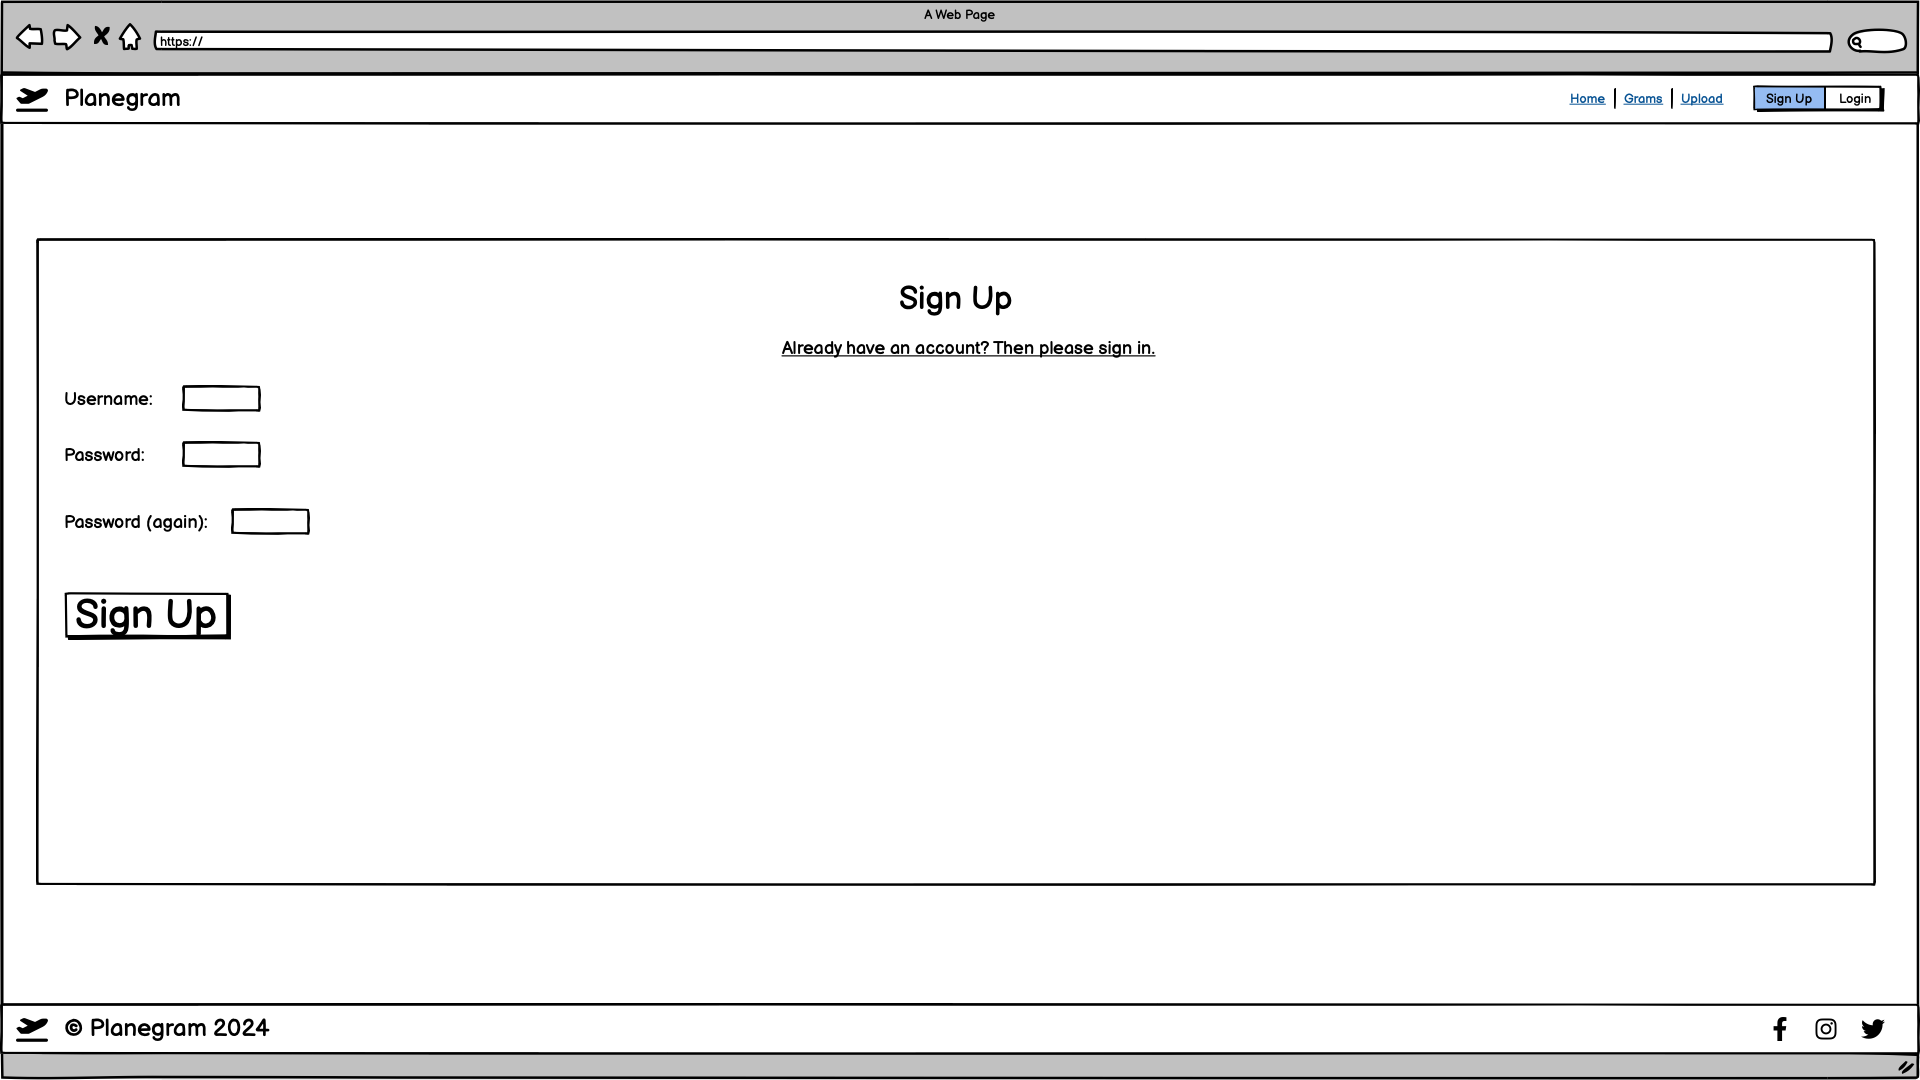 A Web Page
https://
Planegram
Home
Grams
Upload
Sign Up
Login
Sign Up
Already have an account? Then please sign in.
Username:
Password:
Password (again):
Sign Up
© Planegram 2024